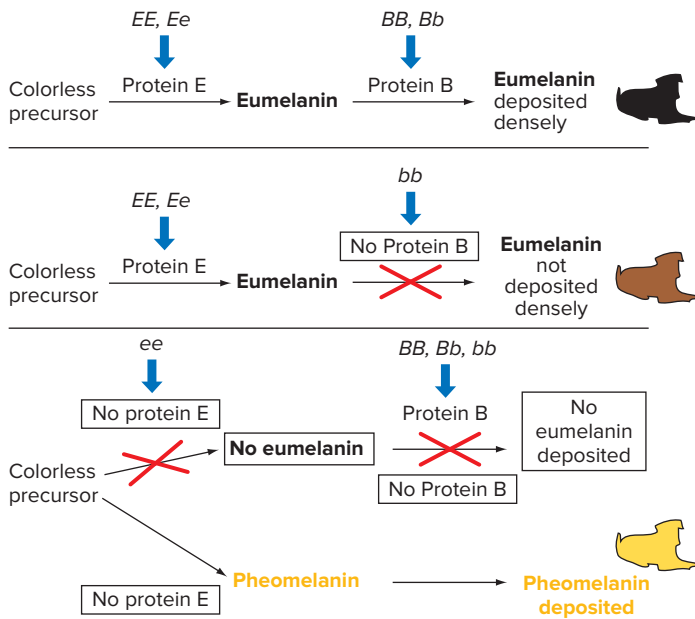 EE, Ee
BB, Bb
Colorless
precursor
Protein E
Eumelanin
Protein B
Eumelanin
deposited
densely
EE, Ee
bb
Colorless
precursor
Protein E
Eumelanin
No Protein B
Eumelanin
not
deposited
densely
ee
BB, Bb, bb
No protein E
No eumelanin
Protein B
No Protein B
No
eumelanin
deposited
Colorless
precursor
No protein E
Pheomelanin
Pheomelanin
deposited